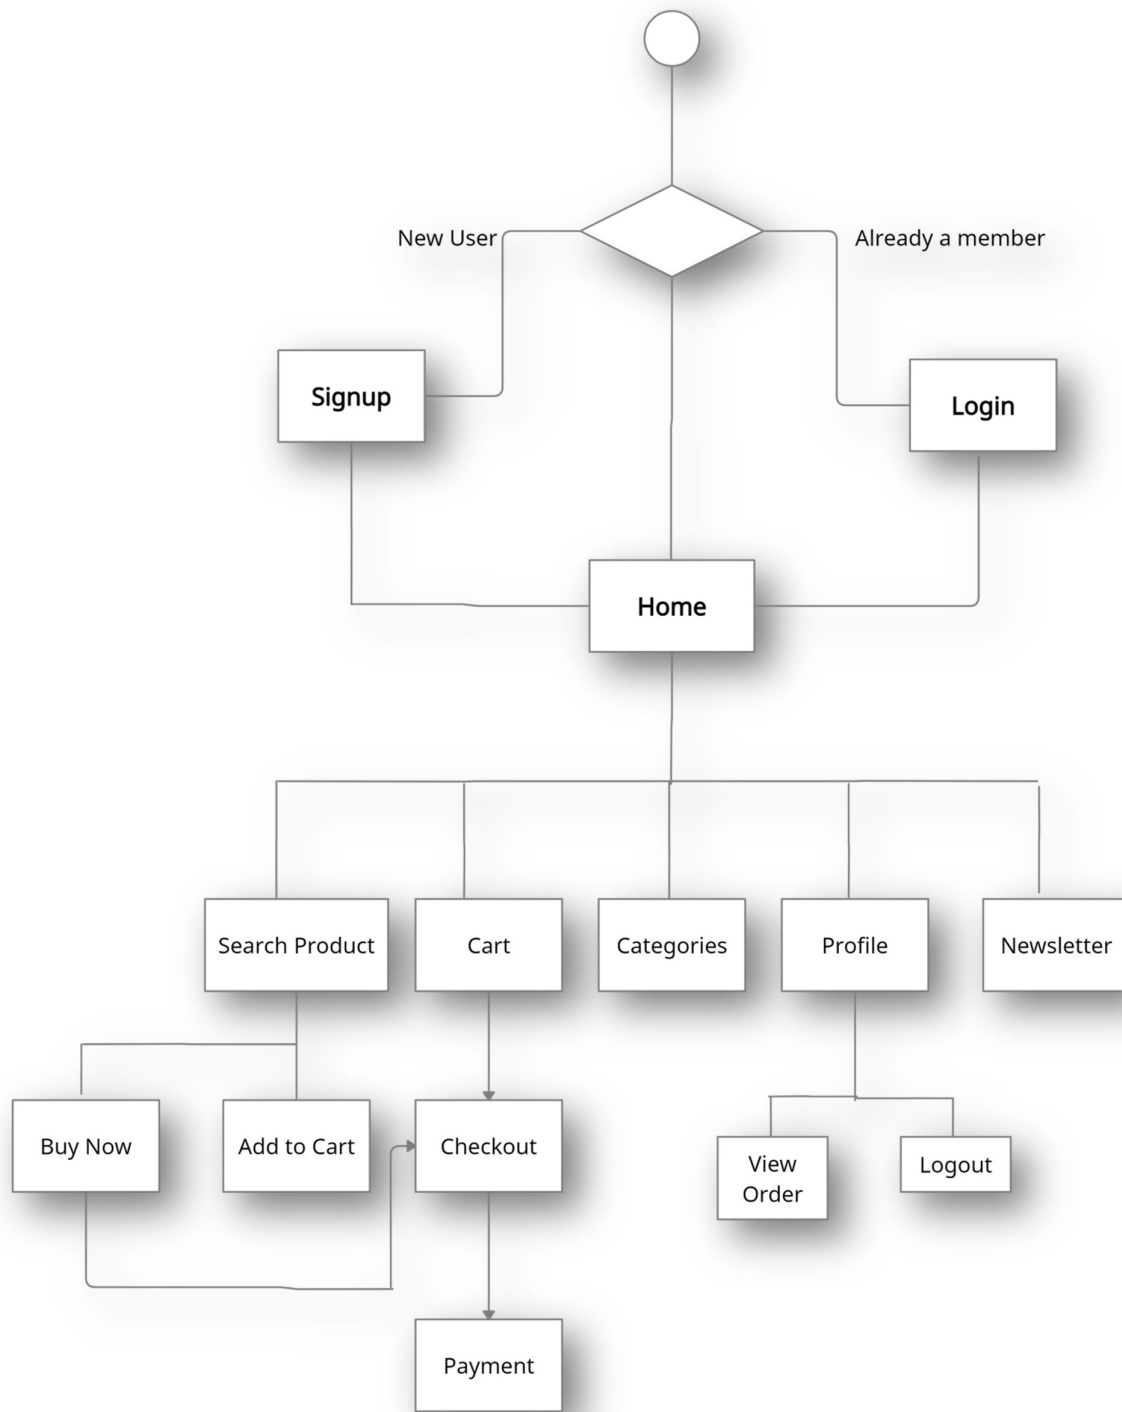 New User
Already a member
Signup
Login
Home
Search Product
Cart
Categories
Profile
Newsletter
Buy Now
Add to Cart
Checkout
View
Order
Logout
Payment